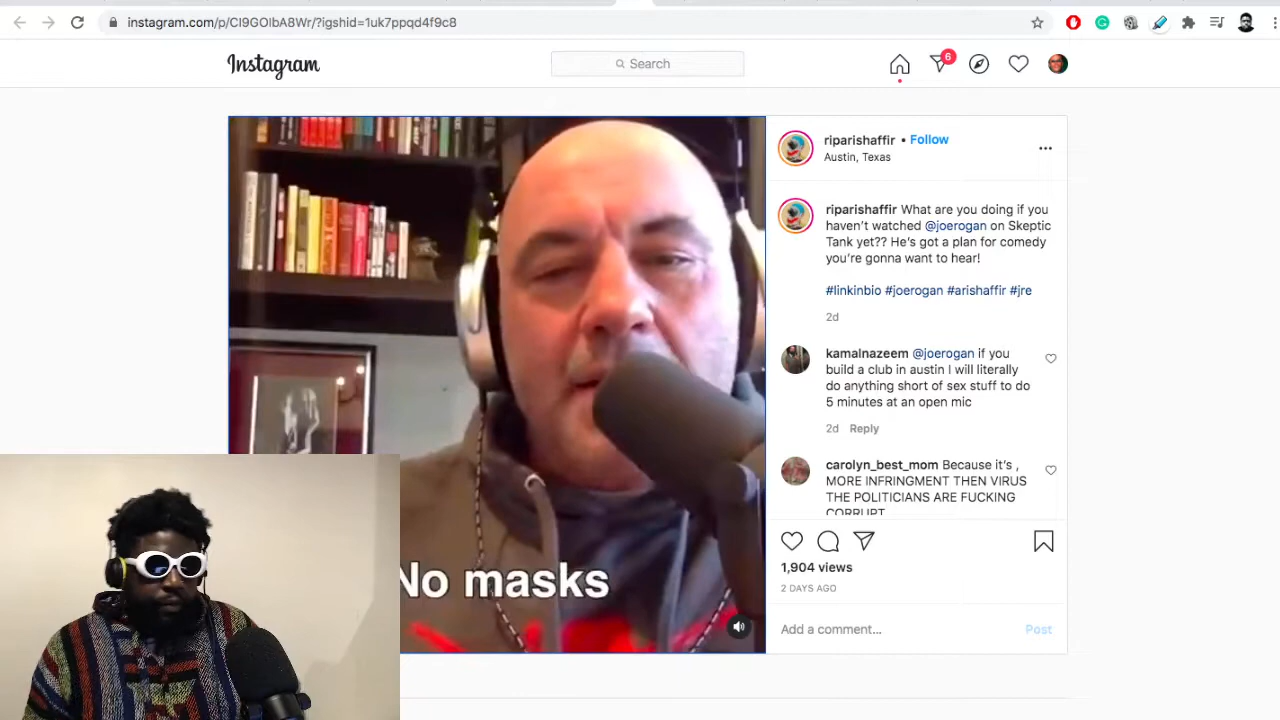 instagram.com/p/CI9GOlbA8Wr/?igshid=1uk7ppqd4f9c8
Instagram
Search
6
riparishaffir • Follow
Austin, Texas
riparishaffir What are you doing if you
haven't watched @joerogan on Skeptic
Tank yet?? He's got a plan for comedy
you're gonna want to hear!
#linkinbio #joerogan #arishaffir #jre
2d
kamalnazeem @joerogan if you
build a club in austin I will literally
do anything short of sex stuff to do
5 minutes at an open mic
2d Reply
carolyn_best_mom Because it's ,
MORE INFRINGMENT THEN VIRUS
THE POLITICIANS ARE FUCKING
CORRUPT
No masks
1,904 views
2 DAYS AGO
Add a comment... Post